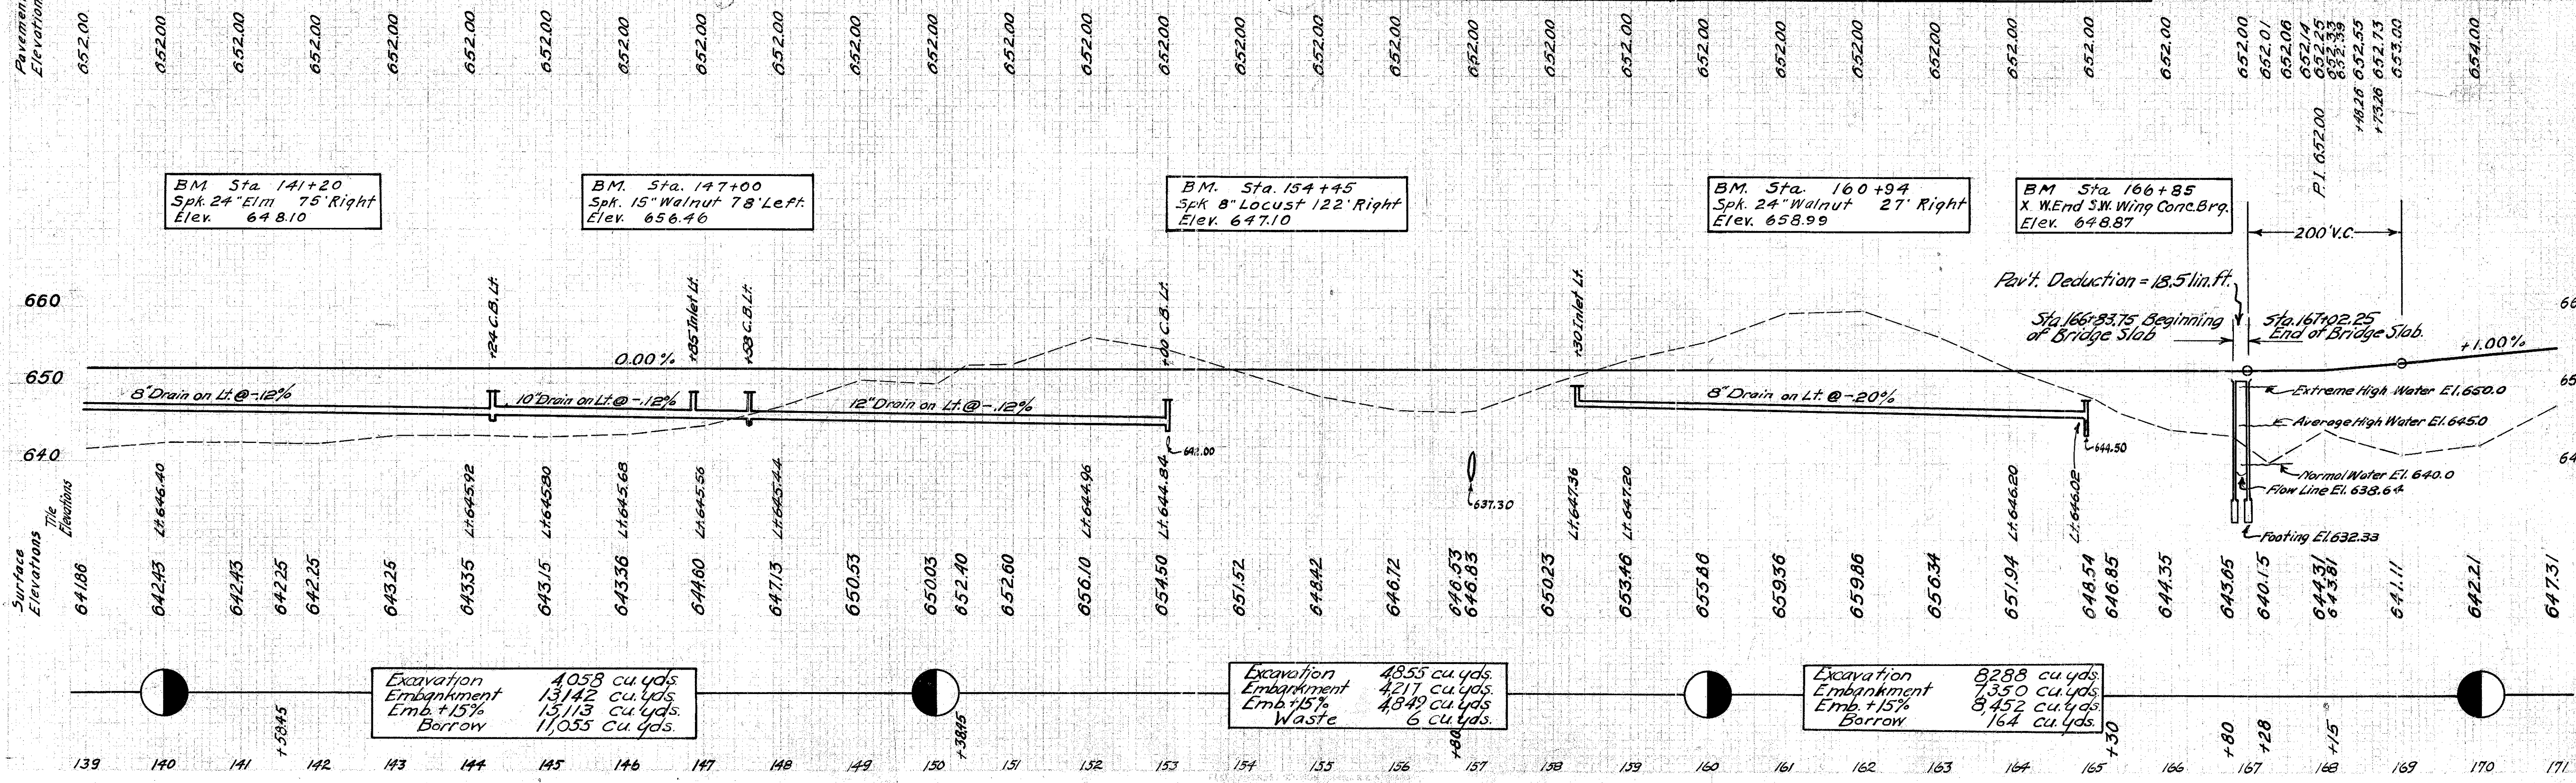 Pavement
Elevations
652.00 652.00 652.00 652.00 652.00 652.00 652.00 652.00 652.00 652.00 652.00 652.00 652.00 652.00 652.00 652.00 652.00 652.00 652.00 652.00 652.00 652.00 652.00 652.00 652.00 652.00 652.00 652.00 652.00 652.01 652.06 652.14 652.25 652.33 652.39 652.53 652.73 653.00 654.00
+48.26
+73.26
P.I. 652.00
BM. Sta 141+20
Spk. 24" Elm 75' Right
Elev. 648.10
BM. Sta. 147+00
Spk. 15" Walnut 78' Left.
Elev. 656.46
BM. Sta. 154+45
Spk 8" Locust 122' Right
Elev. 647.10
BM. Sta. 160+94
Spk. 24" Walnut 27' Right
Elev. 658.99
BM Sta 166+85
X W.End S.W. Wing Conc.Brg.
Elev. 648.87
200' V.C.
Pav't. Deduction = 18.5 lin.ft.
Sta.166+83.75 Beginning
of Bridge Slab
Sta.167+02.25
End of Bridge Slab.
660
650
640
+24 C.B. Lt.
+85 Inlet Lt.
+58 C.B. Lt.
+00 C.B. Lt.
+30 Inlet Lt.
0.00%
+1.00%
8" Drain on Lt. @ -.12%
10" Drain on Lt. @ -.12%
12" Drain on Lt. @ -.12%
8" Drain on Lt. @ -.20%
Extreme High Water El. 650.0
Average High Water El. 645.0
Normal Water El. 640.0
Flow Line El. 638.64
Footing El. 632.33
637.30
644.50
Tile
Elevations
Lt. 646.40 Lt. 645.92 Lt. 645.80 Lt. 645.68 Lt. 645.56 Lt. 645.44 Lt. 644.96 Lt. 644.84 Lt. 647.36 Lt. 647.20 Lt. 646.20 Lt. 646.02
Surface
Elevations
641.86 642.43 642.43 642.25 642.25 643.25 643.35 643.15 643.36 644.60 647.13 650.53 650.03 652.40 652.60 656.10 654.50 651.52 648.42 646.72 646.53 646.83 650.23 653.46 655.86 659.36 659.86 656.34 651.94 648.54 646.85 644.35 643.65 640.15 644.31 643.81 641.11 642.21 647.31
Excavation 4,058 cu.yds.
Embankment 13,142 cu.yds.
Emb.+15% 15,113 cu.yds.
Borrow 11,055 cu.yds.
Excavation 4855 cu.yds.
Embankment 4,217 cu.yds.
Emb.+15% 4,849 cu.yds.
Waste 6 cu.yds.
Excavation 8288 cu.yds.
Embankment 7,350 cu.yds.
Emb.+15% 8,452 cu.yds.
Borrow 164 cu.yds.
+58.45 +38.45 +80 +30 +80 +28 +15
139 140 141 142 143 144 145 146 147 148 149 150 151 152 153 154 155 156 157 158 159 160 161 162 163 164 165 166 167 168 169 170 171